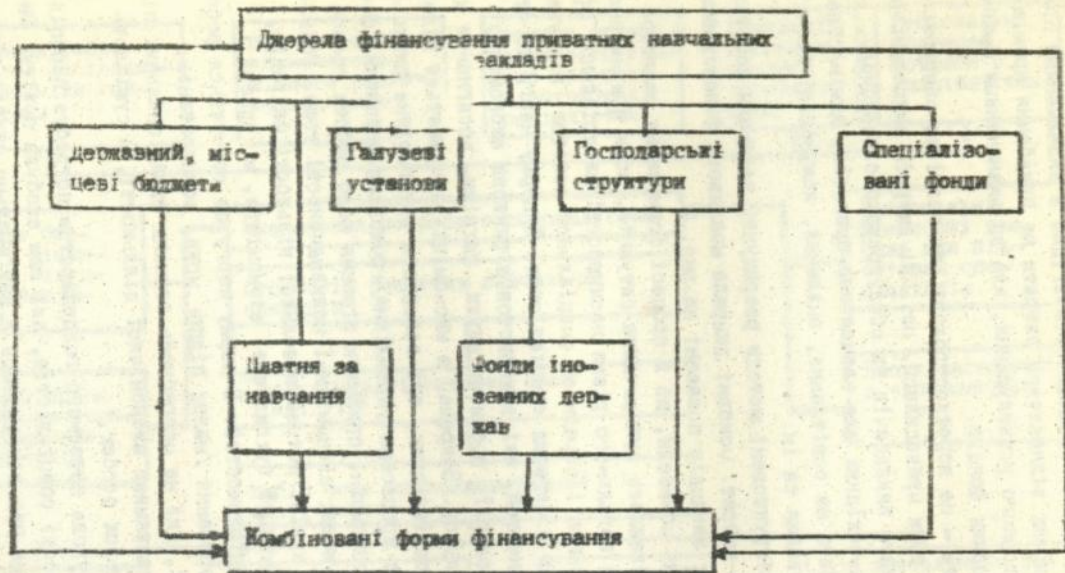 Джерела фінансування приватних навчальних
закладів
Державний, міс-
цеві бюджети
Галузеві
установи
Господарські
структури
Спеціалізо-
вані фонди
Платня за
навчання
Фонди іно-
земних дер-
жав
Комбіновані форми фінансування